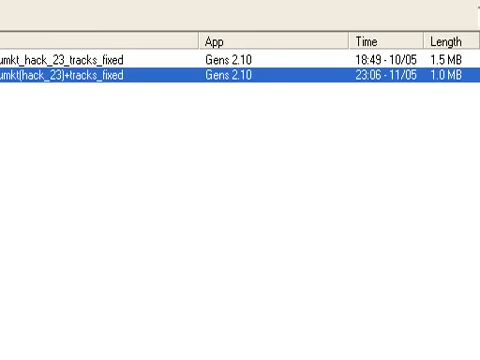 App Time Length
umkt_hack_23_tracks_fixed Gens 2.10 18:49 - 10/05 1.5 MB
umkt(hack_23)+tracks_fixed Gens 2.10 23:06 - 11/05 1.0 MB